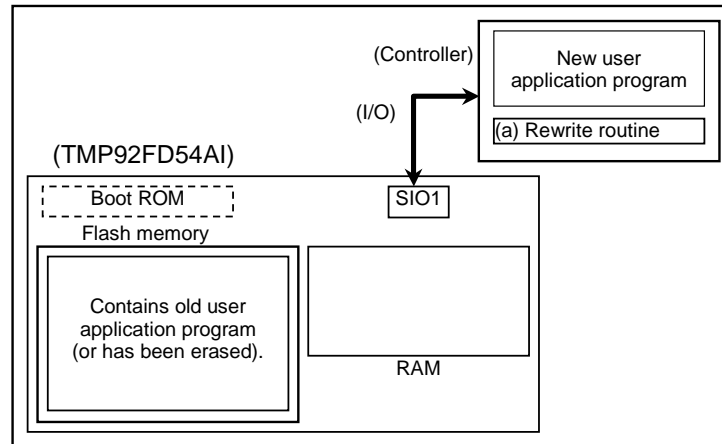 (Controller)
New user
application program
(a) Rewrite routine
(I/O)
(TMP92FD54AI)
Boot ROM
SIO1
Flash memory
Contains old user
application program
(or has been erased).
RAM